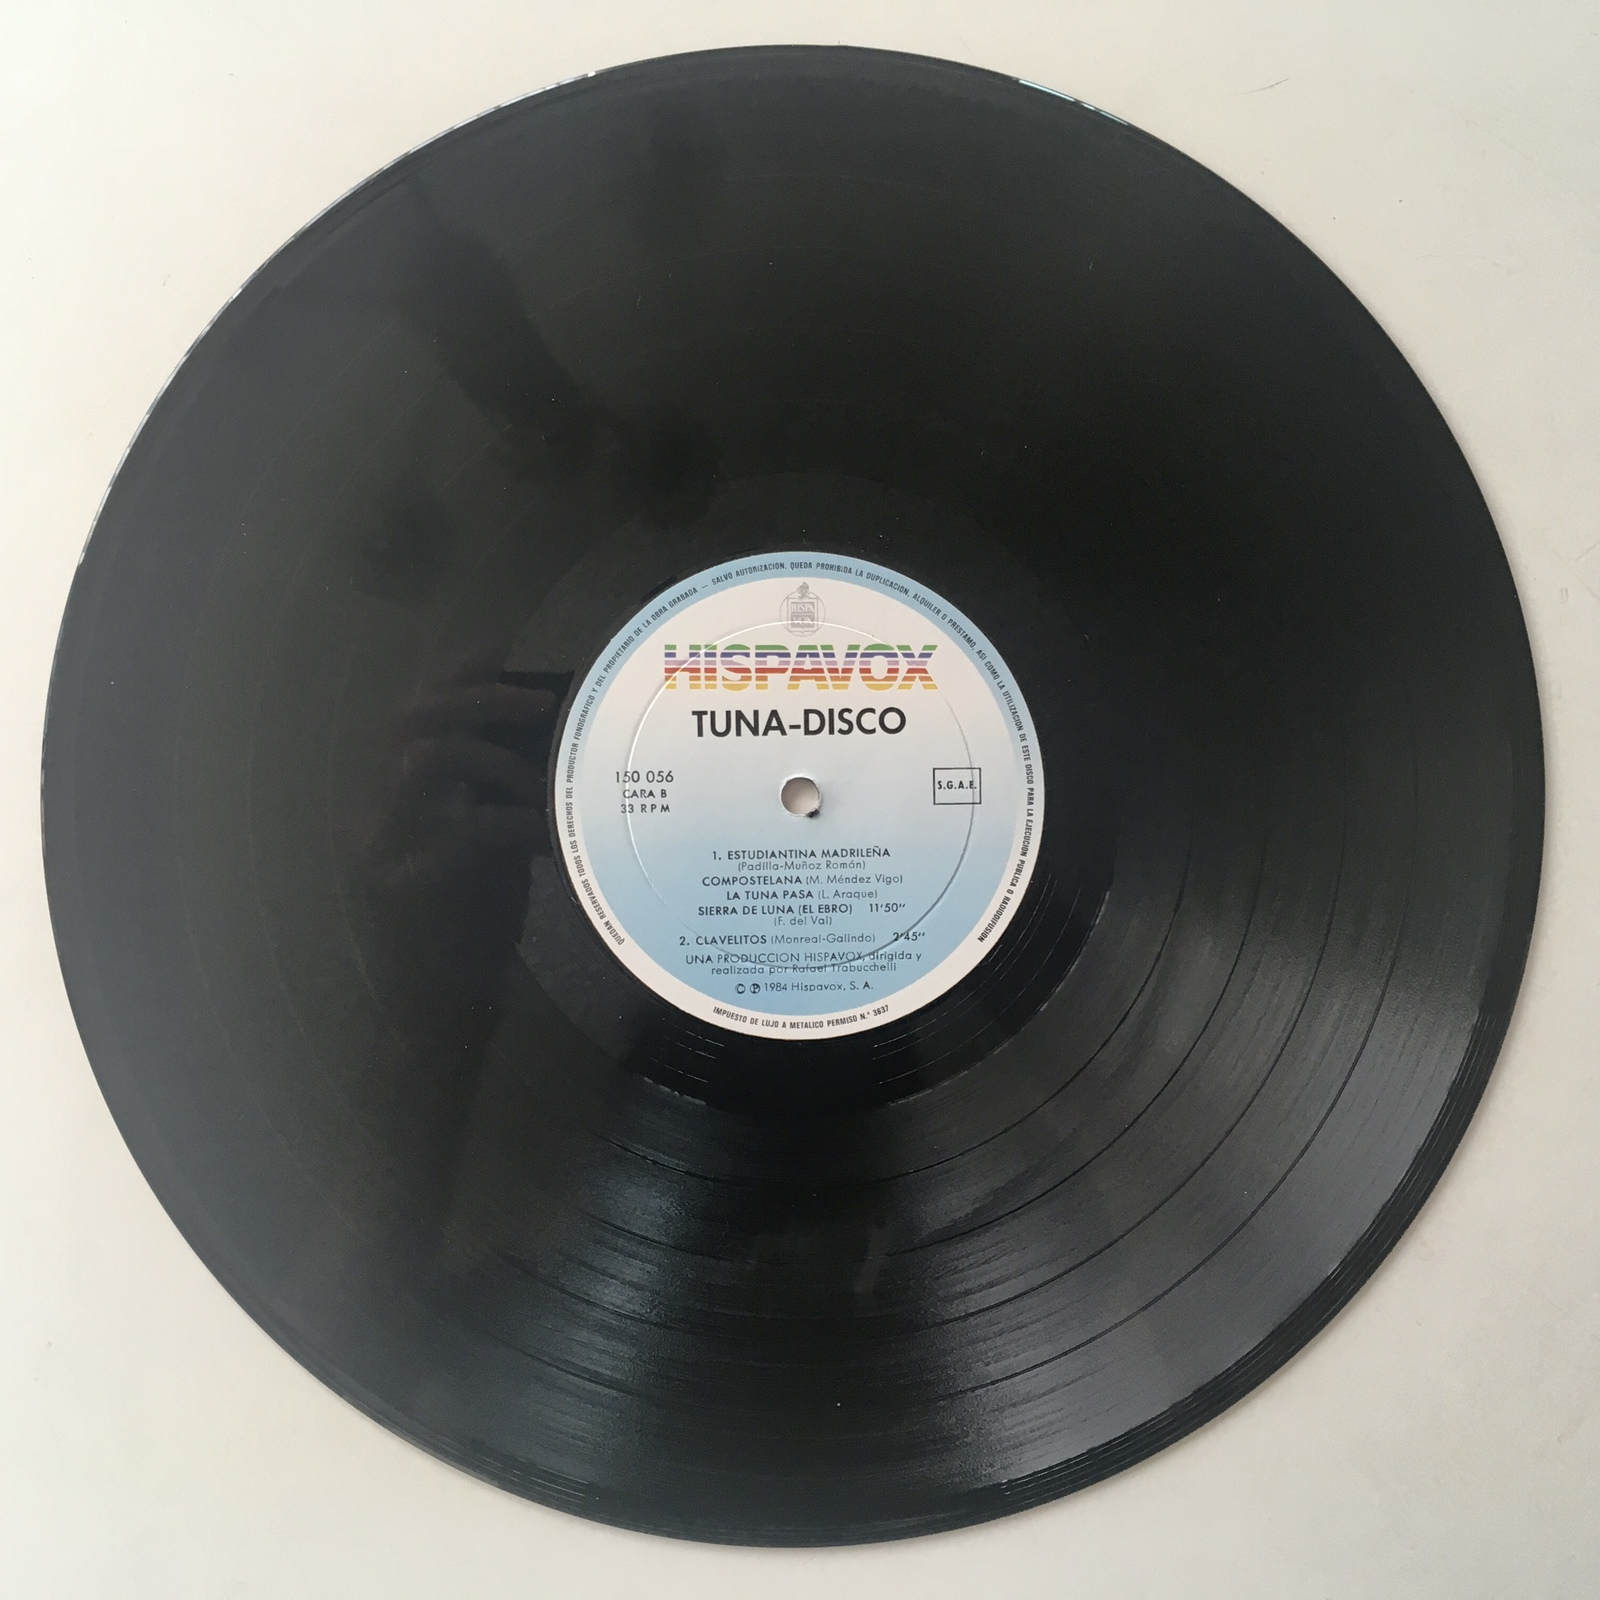 QUEDAN RESERVADOS TODOS LOS DERECHOS DEL PRODUCTOR FONOGRAFICO Y DEL PROPIETARIO DE LA OBRA GRABADA — SALVO AUTORIZACION, QUEDA PROHIBIDA LA DUPLICACION, ALQUILER O PRESTAMO, ASI COMO LA UTILIZACION DE ESTE DISCO PARA LA EJECUCION PUBLICA O RADIODIFUSION
HISPA
VOX
HISPAVOX
TUNA-DISCO
150 056
CARA B
33 RPM
S.G.A.E.
1. ESTUDIANTINA MADRILEÑA
(Padilla-Muñoz Román)
COMPOSTELANA (M. Méndez Vigo)
LA TUNA PASA (L. Araque)
SIERRA DE LUNA (EL EBRO) 11'50''
(F. del Val)
2. CLAVELITOS (Monreal-Galindo) 2'45''
UNA PRODUCCION HISPAVOX, dirigida y
realizada por Rafael Trabucchelli
© ℗ 1984 Hispavox, S. A.
IMPUESTO DE LUJO A METALICO PERMISO N.º 3637